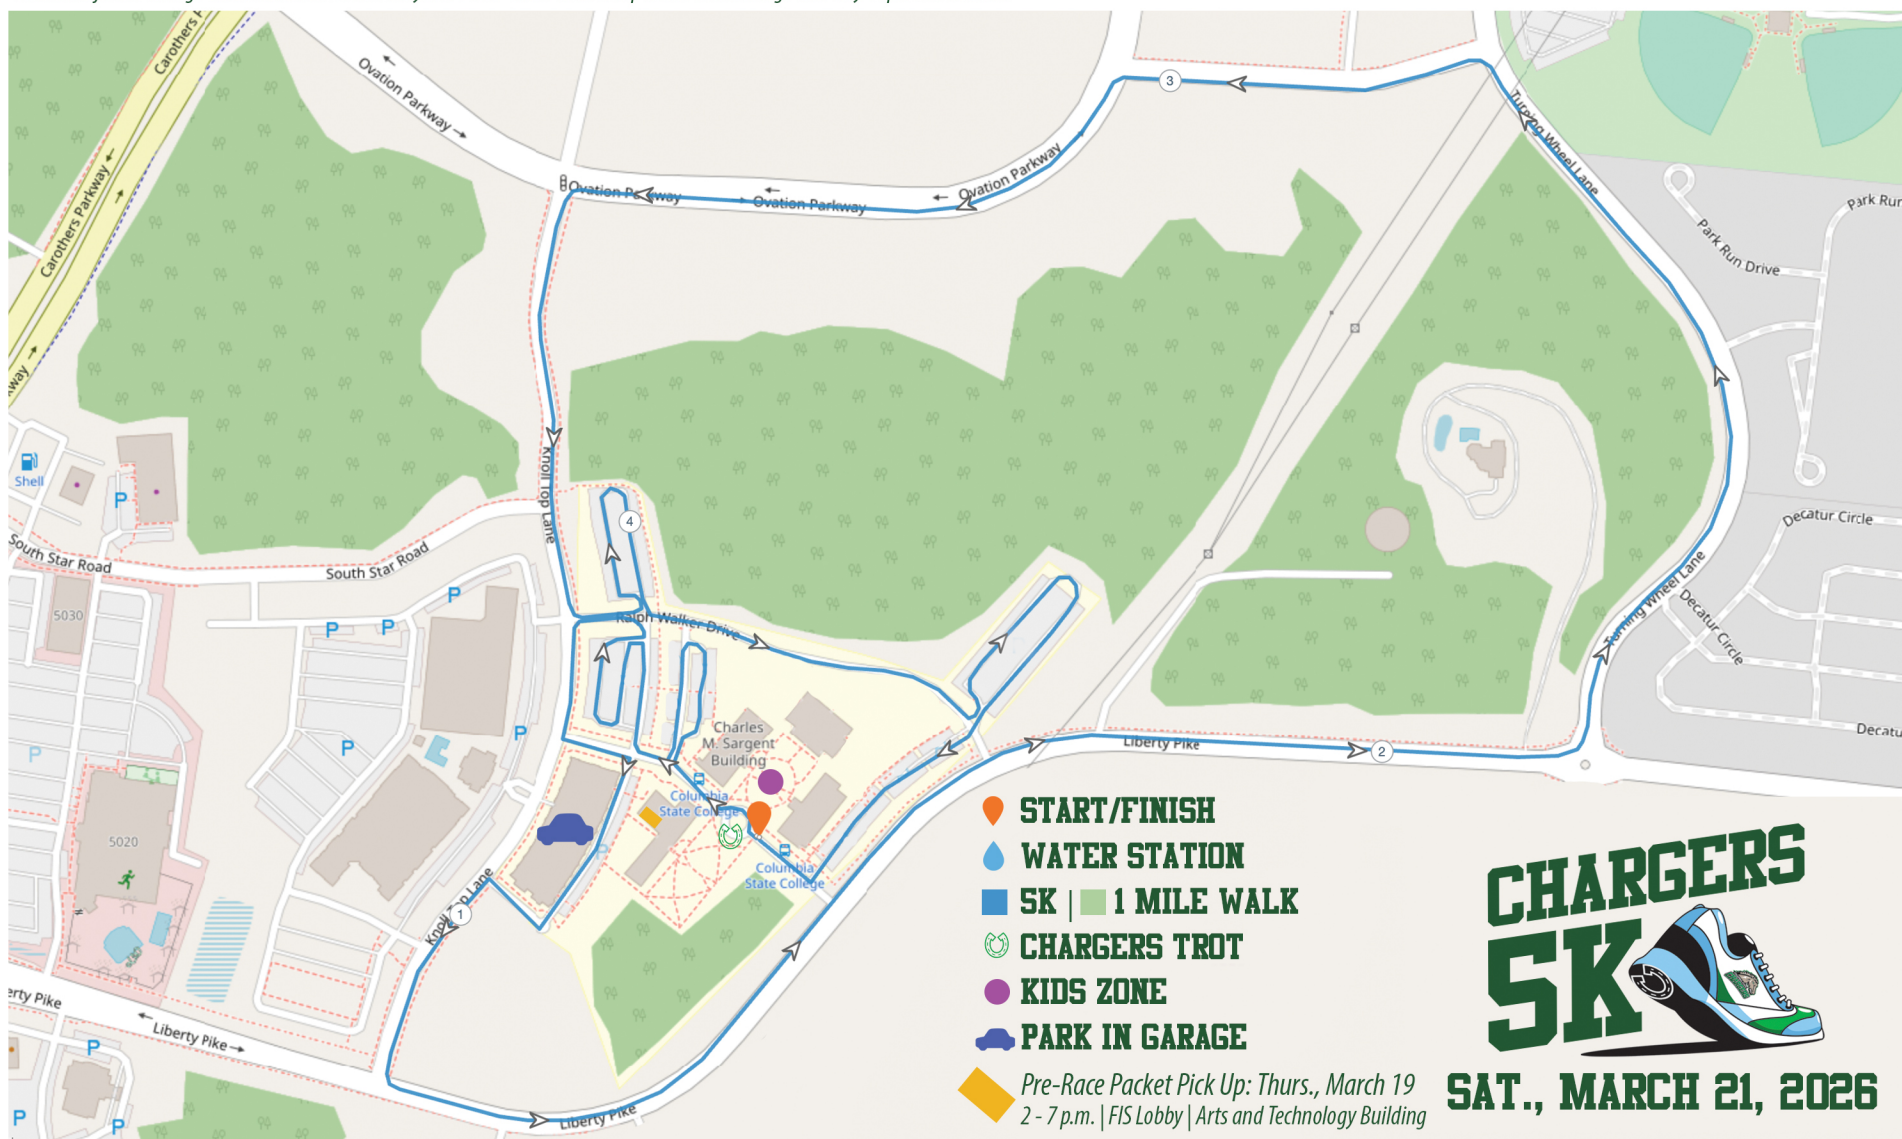 Carothers P
Ovation Parkway
3
Turning Wheel Lane
Ovation Parkway
Ovation Parkway
Ovation Parkway
Carothers Parkway
Park Run
Park Run Drive
kway
Shell
P
Knoll Top Lane
4
South Star Road
South Star Road
Decatur Circle
Turning Wheel Lane
Decatur Circle
5030
P
P
P
Ralph Walker Drive
Charles
M. Sargent
Building
P
P
P
Liberty Pike
2
Decatu
Columbia
State College
Columbia
State College
P
5020
Knoll Top Lane
1
erty Pike
Liberty Pike
P
P
P
Liberty Pike
START/FINISH
WATER STATION
5K | 1 MILE WALK
CHARGERS TROT
KIDS ZONE
PARK IN GARAGE
Pre-Race Packet Pick Up: Thurs., March 19
2 - 7 p.m. | FIS Lobby | Arts and Technology Building
CHARGERS
5K
SAT., MARCH 21, 2026